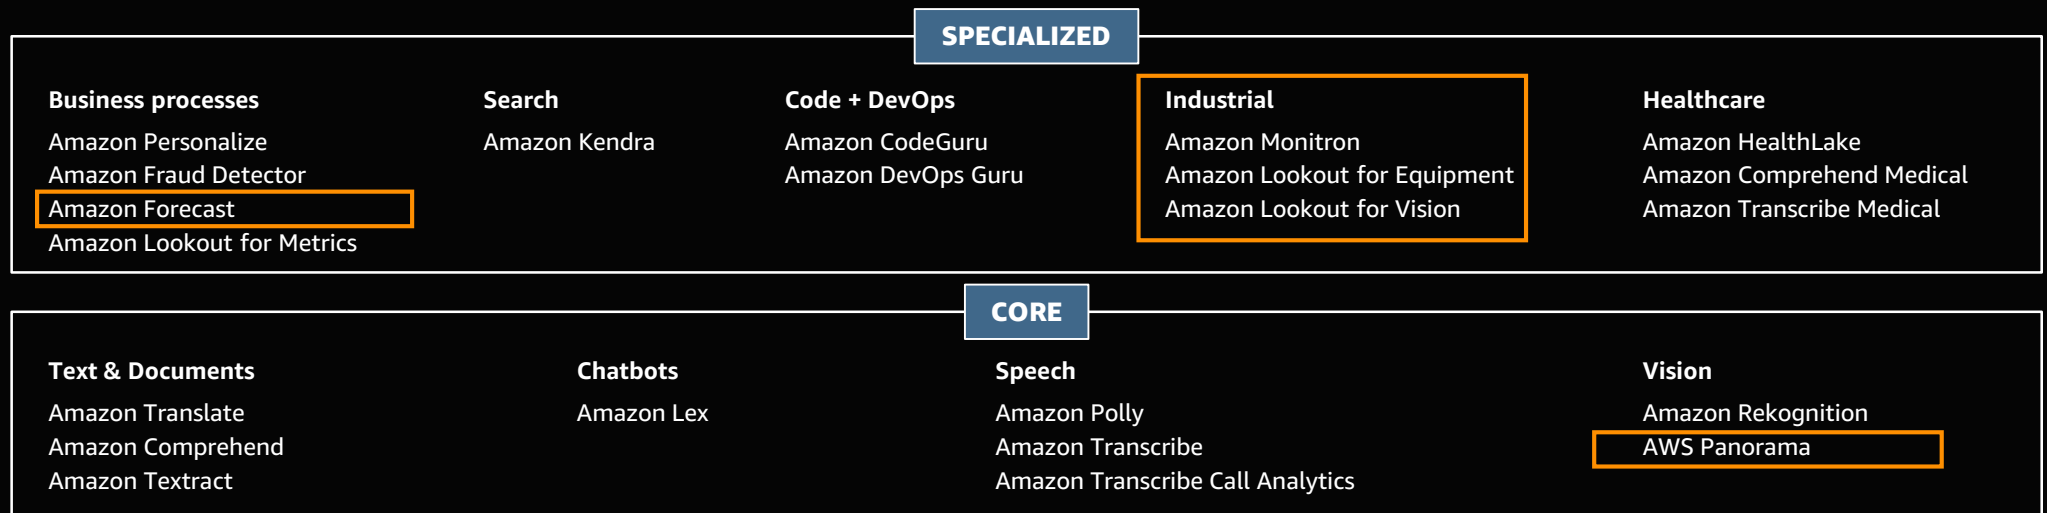 SPECIALIZED
Business processes
Amazon Personalize
Amazon Fraud Detector
Amazon Forecast
Amazon Lookout for Metrics
Search
Amazon Kendra
Code + DevOps
Amazon CodeGuru
Amazon DevOps Guru
Industrial
Amazon Monitron
Amazon Lookout for Equipment
Amazon Lookout for Vision
Healthcare
Amazon HealthLake
Amazon Comprehend Medical
Amazon Transcribe Medical
CORE
Text & Documents
Amazon Translate
Amazon Comprehend
Amazon Textract
Chatbots
Amazon Lex
Speech
Amazon Polly
Amazon Transcribe
Amazon Transcribe Call Analytics
Vision
Amazon Rekognition
AWS Panorama